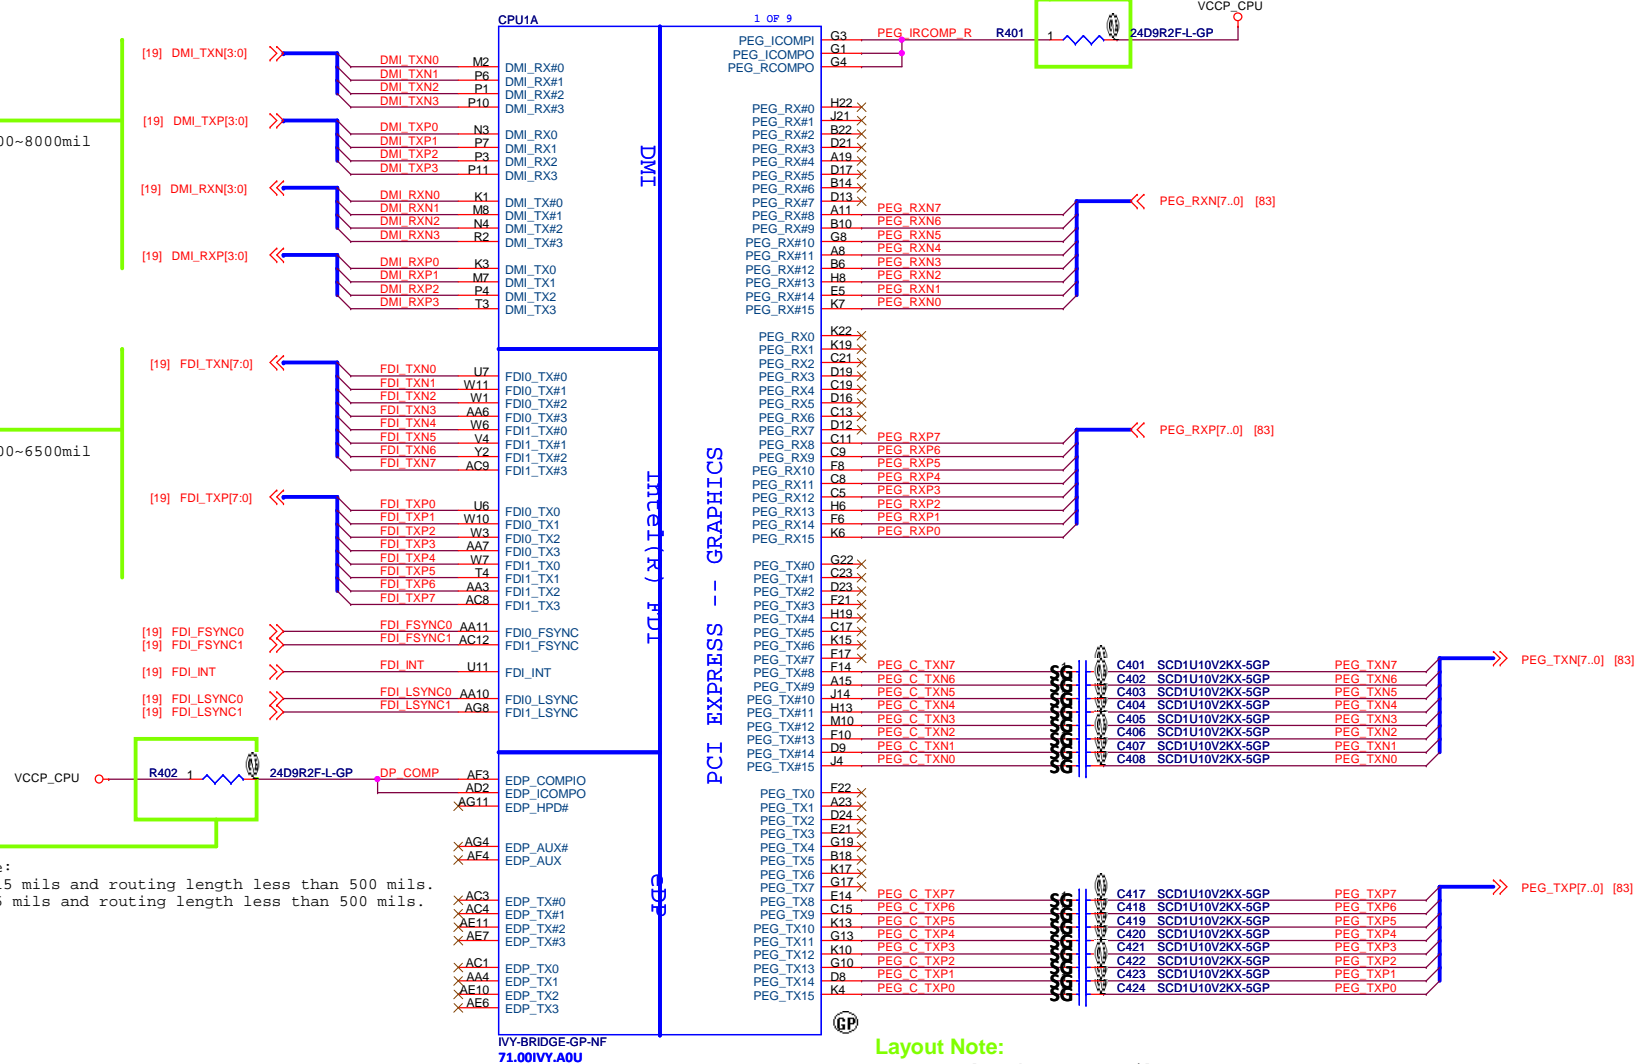 CPU1A
1 OF 9
VCCP_CPU
[19] DMI_TXN[3:0]
DMI_TXN0 M2 DMI_RX#0
DMI_TXN1 P6 DMI_RX#1
DMI_TXN2 P1 DMI_RX#2
DMI_TXN3 P10 DMI_RX#3
[19] DMI_TXP[3:0]
00~8000mil
DMI_TXP0 N3 DMI_RX0
DMI_TXP1 P7 DMI_RX1
DMI_TXP2 P3 DMI_RX2
DMI_TXP3 P11 DMI_RX3
[19] DMI_RXN[3:0]
DMI_RXN0 K1 DMI_TX#0
DMI_RXN1 M8 DMI_TX#1
DMI_RXN2 N4 DMI_TX#2
DMI_RXN3 R2 DMI_TX#3
[19] DMI_RXP[3:0]
DMI_RXP0 K3 DMI_TX0
DMI_RXP1 M7 DMI_TX1
DMI_RXP2 P4 DMI_TX2
DMI_RXP3 T3 DMI_TX3
DMI
[19] FDI_TXN[7:0]
00~6500mil
FDI_TXN0 U7 FDI0_TX#0
FDI_TXN1 W11 FDI0_TX#1
FDI_TXN2 W1 FDI0_TX#2
FDI_TXN3 AA6 FDI0_TX#3
FDI_TXN4 W6 FDI1_TX#0
FDI_TXN5 V4 FDI1_TX#1
FDI_TXN6 Y2 FDI1_TX#2
FDI_TXN7 AC9 FDI1_TX#3
[19] FDI_TXP[7:0]
FDI_TXP0 U6 FDI0_TX0
FDI_TXP1 W10 FDI0_TX1
FDI_TXP2 W3 FDI0_TX2
FDI_TXP3 AA7 FDI0_TX3
FDI_TXP4 W7 FDI1_TX0
FDI_TXP5 T4 FDI1_TX1
FDI_TXP6 AA3 FDI1_TX2
FDI_TXP7 AC8 FDI1_TX3
Intel(R) FDI
[19] FDI_FSYNC0 FDI_FSYNC0 AA11 FDI0_FSYNC
[19] FDI_FSYNC1 FDI_FSYNC1 AC12 FDI1_FSYNC
[19] FDI_INT FDI_INT U11 FDI_INT
[19] FDI_LSYNC0 FDI_LSYNC0 AA10 FDI0_LSYNC
[19] FDI_LSYNC1 FDI_LSYNC1 AG8 FDI1_LSYNC
VCCP_CPU R402 1 24D9R2F-L-GP DP_COMP AF3 EDP_COMPIO
AD2 EDP_ICOMPO
AG11 EDP_HPD#
AG4 EDP_AUX#
AF4 EDP_AUX
e:
15 mils and routing length less than 500 mils.
5 mils and routing length less than 500 mils.
AC3 EDP_TX#0
AC4 EDP_TX#1
AE11 EDP_TX#2
AE7 EDP_TX#3
AC1 EDP_TX0
AA4 EDP_TX1
AE10 EDP_TX2
AE6 EDP_TX3
eDP
PCI EXPRESS -- GRAPHICS
PEG_ICOMPI G3 PEG_IRCOMP_R R401 1 24D9R2F-L-GP
PEG_ICOMPO G1
PEG_RCOMPO G4
PEG_RX#0 H22
PEG_RX#1 J21
PEG_RX#2 B22
PEG_RX#3 D21
PEG_RX#4 A19
PEG_RX#5 D17
PEG_RX#6 B14
PEG_RX#7 D13
PEG_RX#8 A11 PEG_RXN7
PEG_RX#9 B10 PEG_RXN6
PEG_RX#10 G8 PEG_RXN5
PEG_RX#11 A8 PEG_RXN4
PEG_RX#12 B6 PEG_RXN3
PEG_RX#13 H8 PEG_RXN2
PEG_RX#14 E5 PEG_RXN1
PEG_RX#15 K7 PEG_RXN0
PEG_RXN[7..0] [83]
PEG_RX0 K22
PEG_RX1 K19
PEG_RX2 C21
PEG_RX3 D19
PEG_RX4 C19
PEG_RX5 D16
PEG_RX6 C13
PEG_RX7 D12
PEG_RX8 C11 PEG_RXP7
PEG_RX9 C9 PEG_RXP6
PEG_RX10 F8 PEG_RXP5
PEG_RX11 C8 PEG_RXP4
PEG_RX12 C5 PEG_RXP3
PEG_RX13 H6 PEG_RXP2
PEG_RX14 F6 PEG_RXP1
PEG_RX15 K6 PEG_RXP0
PEG_RXP[7..0] [83]
PEG_TX#0 G22
PEG_TX#1 C23
PEG_TX#2 D23
PEG_TX#3 F21
PEG_TX#4 H19
PEG_TX#5 C17
PEG_TX#6 K15
PEG_TX#7 F17
PEG_TX#8 F14 PEG_C_TXN7 SG C401 SCD1U10V2KX-5GP PEG_TXN7
PEG_TX#9 A15 PEG_C_TXN6 SG C402 SCD1U10V2KX-5GP PEG_TXN6
PEG_TX#10 J14 PEG_C_TXN5 SG C403 SCD1U10V2KX-5GP PEG_TXN5
PEG_TX#11 H13 PEG_C_TXN4 SG C404 SCD1U10V2KX-5GP PEG_TXN4
PEG_TX#12 M10 PEG_C_TXN3 SG C405 SCD1U10V2KX-5GP PEG_TXN3
PEG_TX#13 F10 PEG_C_TXN2 SG C406 SCD1U10V2KX-5GP PEG_TXN2
PEG_TX#14 D9 PEG_C_TXN1 SG C407 SCD1U10V2KX-5GP PEG_TXN1
PEG_TX#15 J4 PEG_C_TXN0 SG C408 SCD1U10V2KX-5GP PEG_TXN0
PEG_TXN[7..0] [83]
PEG_TX0 F22
PEG_TX1 A23
PEG_TX2 D24
PEG_TX3 E21
PEG_TX4 G19
PEG_TX5 B18
PEG_TX6 K17
PEG_TX7 G17
PEG_TX8 E14 PEG_C_TXP7 SG C417 SCD1U10V2KX-5GP PEG_TXP7
PEG_TX9 C15 PEG_C_TXP6 SG C418 SCD1U10V2KX-5GP PEG_TXP6
PEG_TX10 K13 PEG_C_TXP5 SG C419 SCD1U10V2KX-5GP PEG_TXP5
PEG_TX11 G13 PEG_C_TXP4 SG C420 SCD1U10V2KX-5GP PEG_TXP4
PEG_TX12 K10 PEG_C_TXP3 SG C421 SCD1U10V2KX-5GP PEG_TXP3
PEG_TX13 G10 PEG_C_TXP2 SG C422 SCD1U10V2KX-5GP PEG_TXP2
PEG_TX14 D8 PEG_C_TXP1 SG C423 SCD1U10V2KX-5GP PEG_TXP1
PEG_TX15 K4 PEG_C_TXP0 SG C424 SCD1U10V2KX-5GP PEG_TXP0
PEG_TXP[7..0] [83]
GP
IVY-BRIDGE-GP-NF
71.00IVY.A0U
Layout Note: